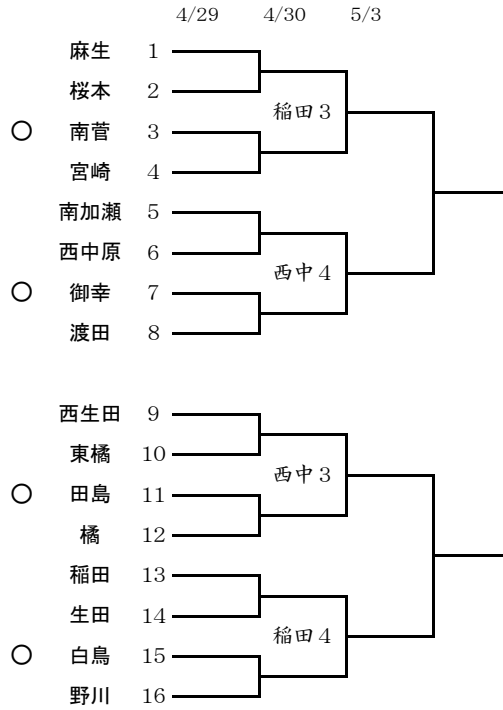 4/29 4/30 5/3
麻生 1
桜本 2
稲田3
○ 南菅 3
宮崎 4
南加瀬 5
西中原 6
西中4
○ 御幸 7
渡田 8
西生田 9
東橘 10
西中3
○ 田島 11
橘 12
稲田 13
生田 14
稲田4
○ 白鳥 15
野川 16